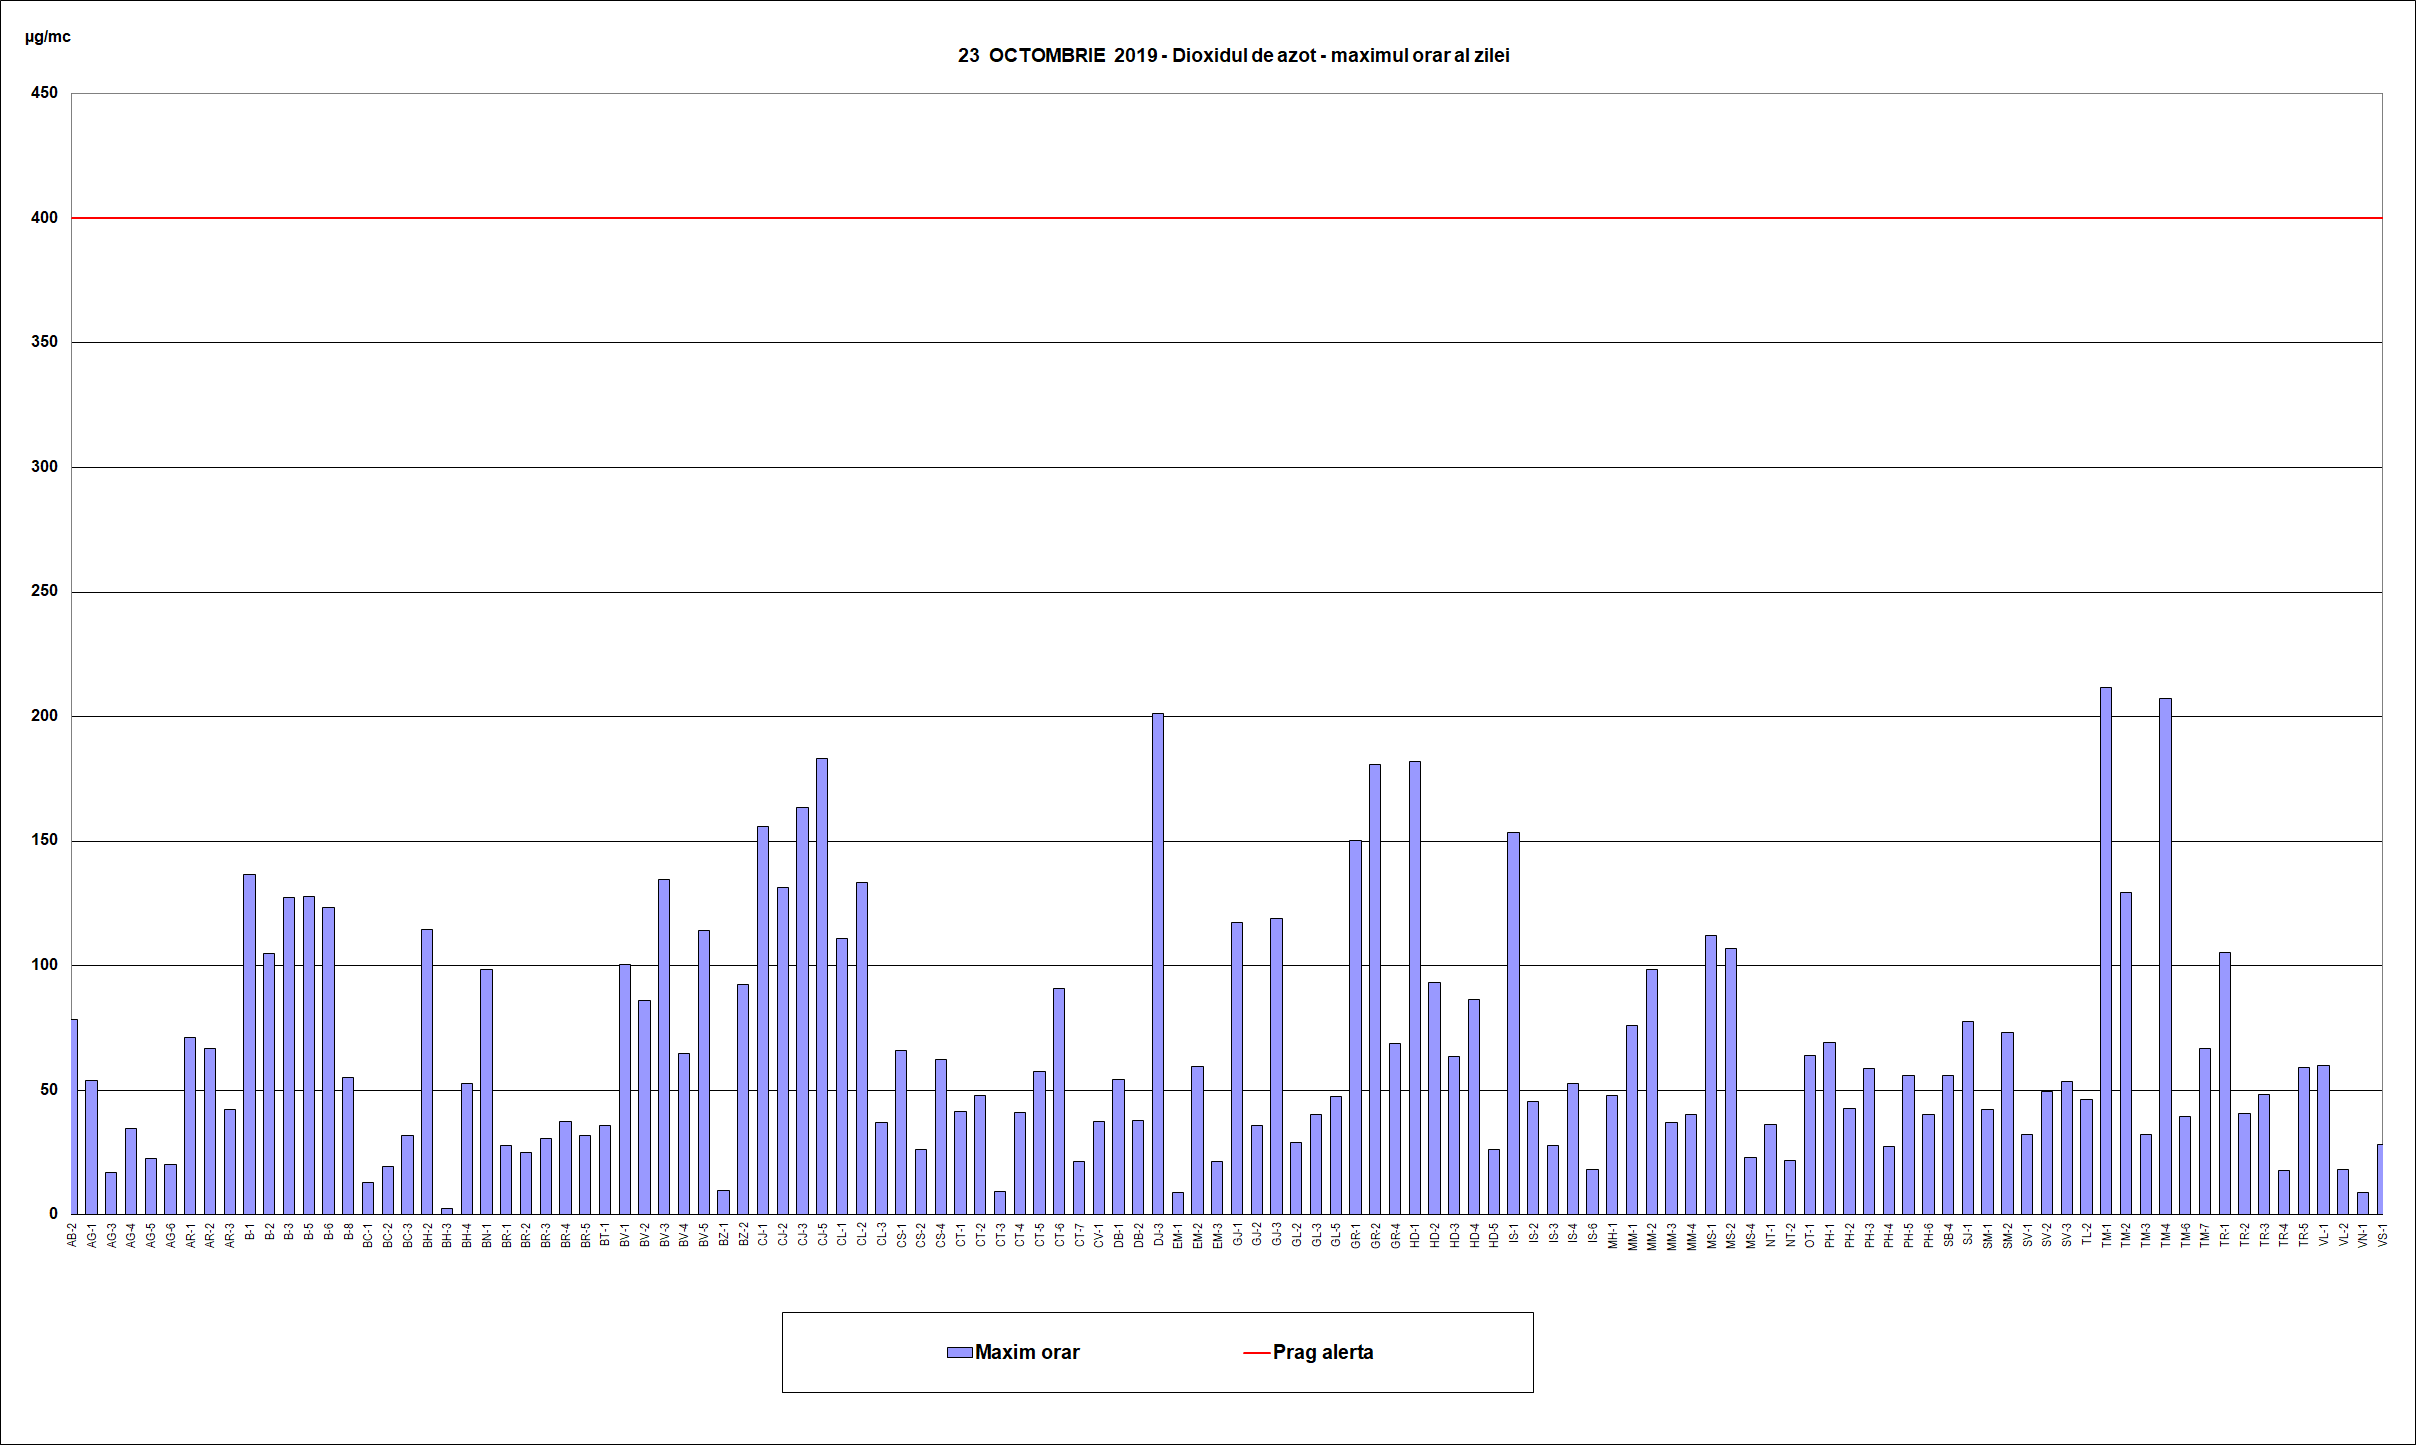 µg/mc
23 OCTOMBRIE 2019 - Dioxidul de azot - maximul orar al zilei
450
400
350
300
250
200
150
100
50
0
AB-2 AG-1 AG-3 AG-4 AG-5 AG-6 AR-1 AR-2 AR-3 B-1 B-2 B-3 B-5 B-6 B-8 BC-1 BC-2 BC-3 BH-2 BH-3 BH-4 BN-1 BR-1 BR-2 BR-3 BR-4 BR-5 BT-1 BV-1 BV-2 BV-3 BV-4 BV-5 BZ-1 BZ-2 CJ-1 CJ-2 CJ-3 CJ-5 CL-1 CL-2 CL-3 CS-1 CS-2 CS-4 CT-1 CT-2 CT-3 CT-4 CT-5 CT-6 CT-7 CV-1 DB-1 DB-2 DJ-3 EM-1 EM-2 EM-3 GJ-1 GJ-2 GJ-3 GL-2 GL-3 GL-5 GR-1 GR-2 GR-4 HD-1 HD-2 HD-3 HD-4 HD-5 IS-1 IS-2 IS-3 IS-4 IS-6 MH-1 MM-1 MM-2 MM-3 MM-4 MS-1 MS-2 MS-4 NT-1 NT-2 OT-1 PH-1 PH-2 PH-3 PH-4 PH-5 PH-6 SB-4 SJ-1 SM-1 SM-2 SV-1 SV-2 SV-3 TL-2 TM-1 TM-2 TM-3 TM-4 TM-6 TM-7 TR-1 TR-2 TR-3 TR-4 TR-5 VL-1 VL-2 VN-1 VS-1
Maxim orar Prag alerta